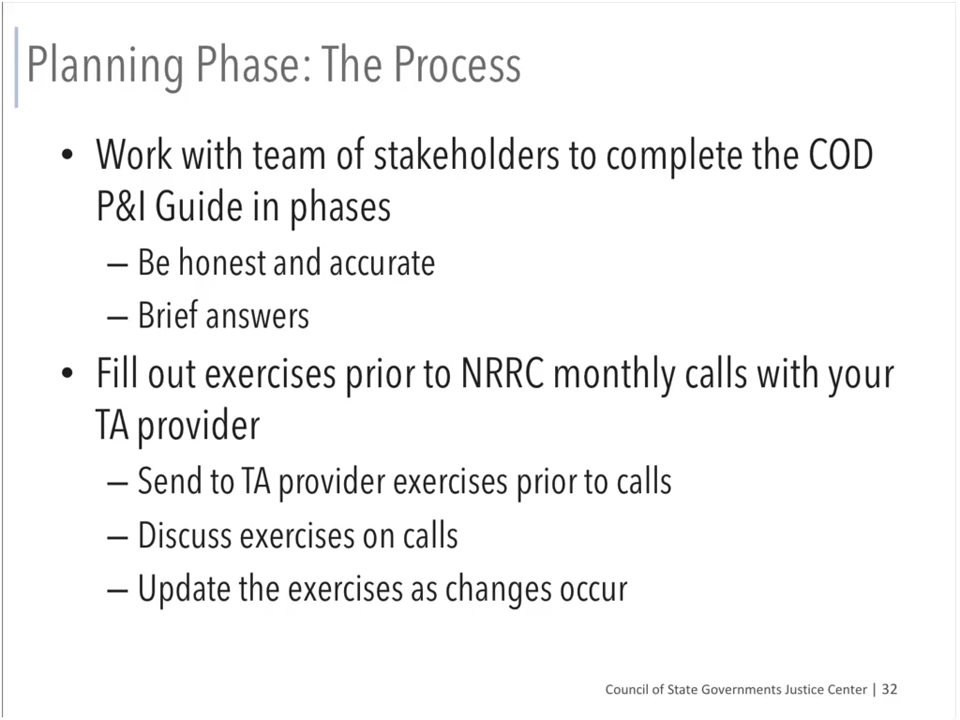 Planning Phase: The Process
• Work with team of stakeholders to complete the COD
P&I Guide in phases
– Be honest and accurate
– Brief answers
• Fill out exercises prior to NRRC monthly calls with your
TA provider
– Send to TA provider exercises prior to calls
– Discuss exercises on calls
– Update the exercises as changes occur
Council of State Governments Justice Center | 32